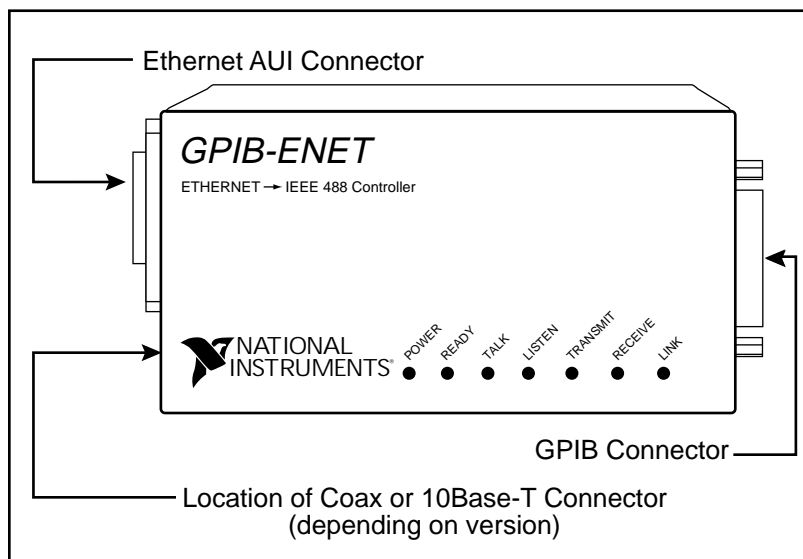 Ethernet AUI Connector
GPIB-ENET
ETHERNET → IEEE 488 Controller
NATIONAL
INSTRUMENTS®
POWER
READY
TALK
LISTEN
TRANSMIT
RECEIVE
LINK
GPIB Connector
Location of Coax or 10Base-T Connector
(depending on version)